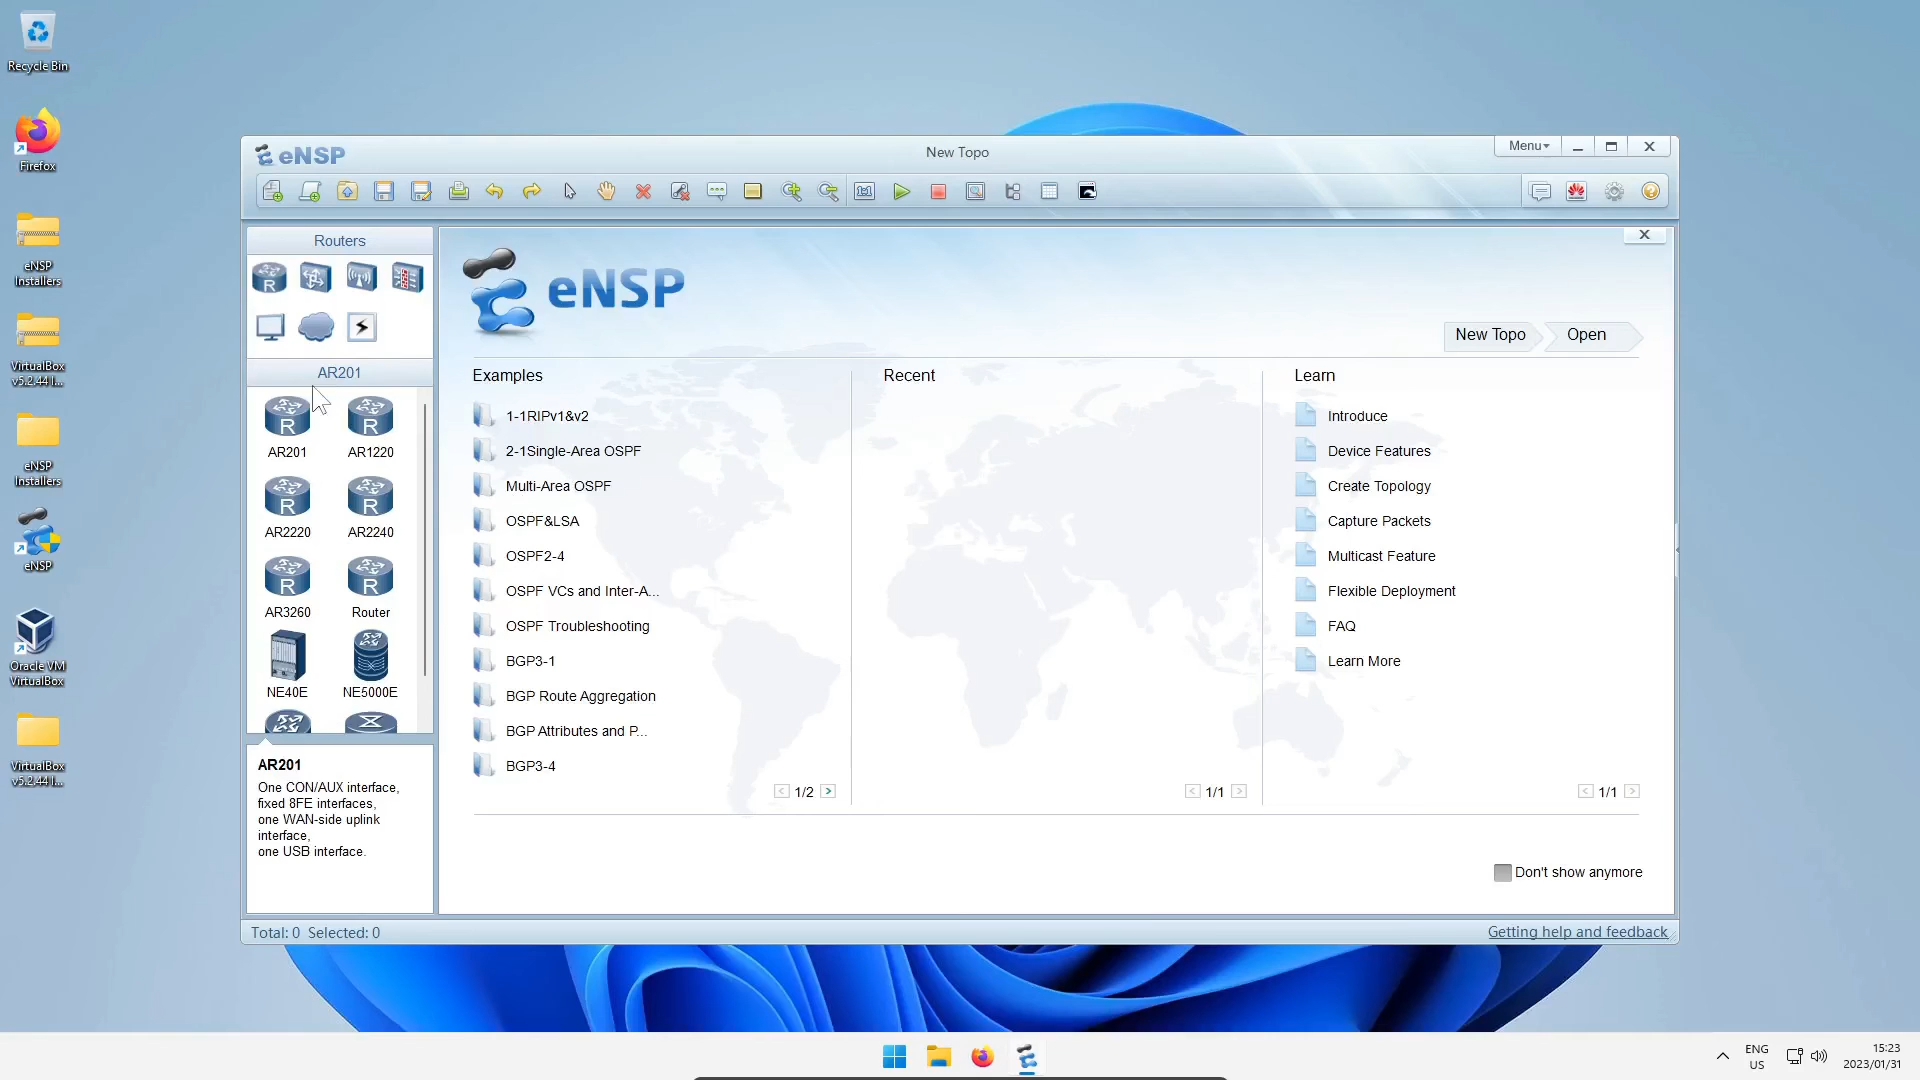 Recycle Bin
Firefox
eNSP
Installers
VirtualBox
v5.2.44 I...
eNSP
Installers
eNSP
Oracle VM
VirtualBox
VirtualBox
v5.2.44 I...
eNSP
New Topo
Menu
Routers
R
AR201
R
R
AR201
AR1220
R
R
AR2220
AR2240
R
R
AR3260
Router
NE40E
NE5000E
AR201
One CON/AUX interface,
fixed 8FE interfaces,
one WAN-side uplink
interface,
one USB interface.
eNSP
New Topo
Open
Examples
1-1RIPv1&v2
2-1Single-Area OSPF
Multi-Area OSPF
OSPF&LSA
OSPF2-4
OSPF VCs and Inter-A...
OSPF Troubleshooting
BGP3-1
BGP Route Aggregation
BGP Attributes and P...
BGP3-4
< 1/2 >
Recent
< 1/1 >
Learn
Introduce
Device Features
Create Topology
Capture Packets
Multicast Feature
Flexible Deployment
FAQ
Learn More
< 1/1 >
Don't show anymore
Total: 0 Selected: 0
Getting help and feedback
ENG
US
15:23
2023/01/31